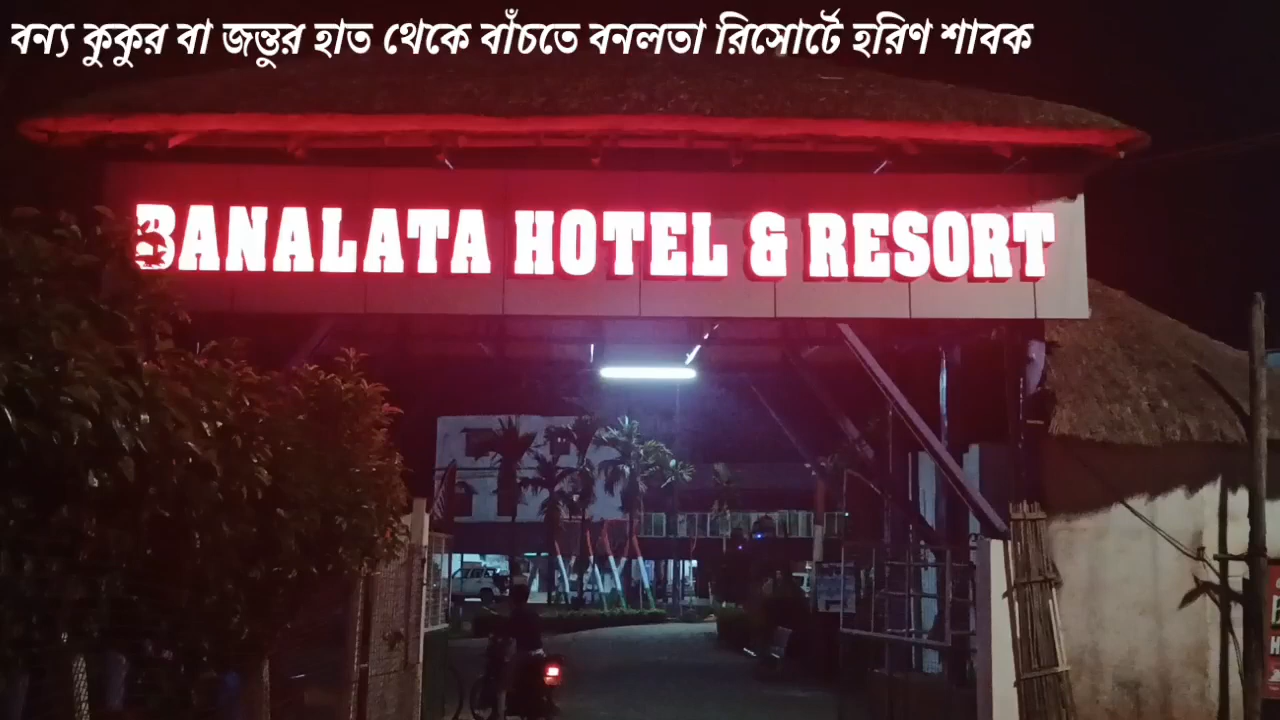 বন্য কুকুর বা জন্তুর হাত থেকে বাঁচতে বনলতা রিসোর্টে হরিণ শাবক
BANALATA HOTEL & RESORT